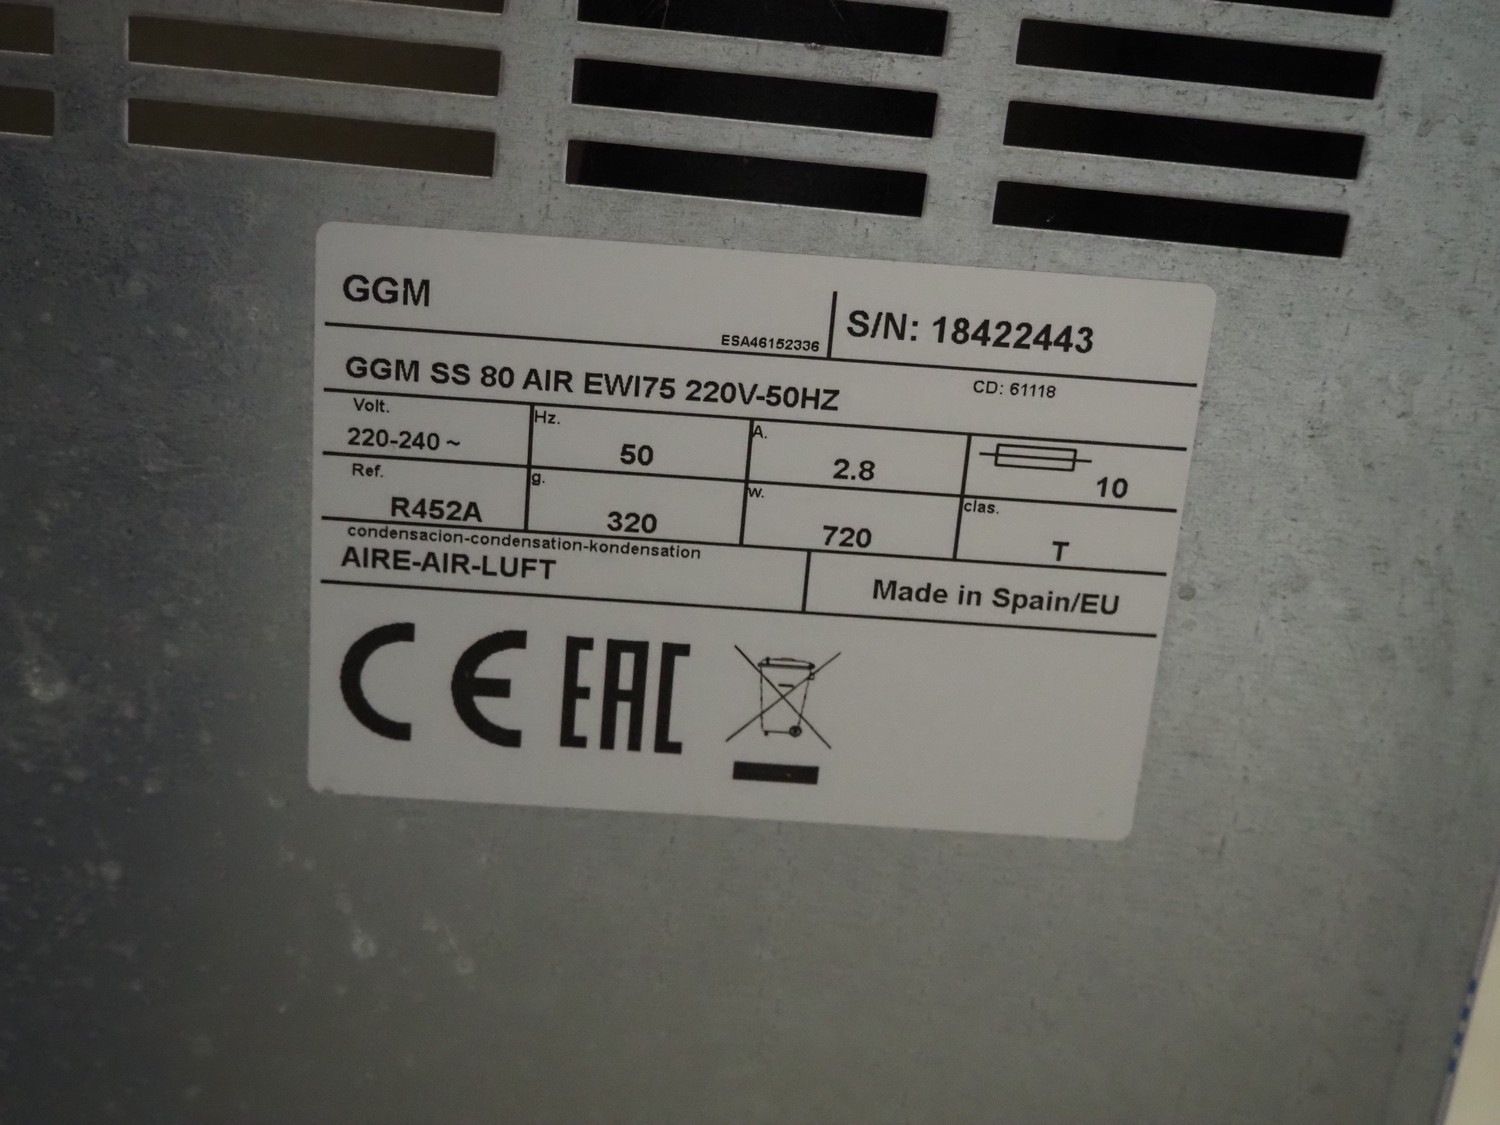 GGM
ESA46152336
S/N: 18422443
GGM SS 80 AIR EWI75 220V-50HZ
CD: 61118
Volt. Hz. A.
220-240 ~ 50 2.8 10
Ref. g. w. clas.
R452A 320 720 T
condensacion-condensation-kondensation
AIRE-AIR-LUFT
Made in Spain/EU
CE EAC